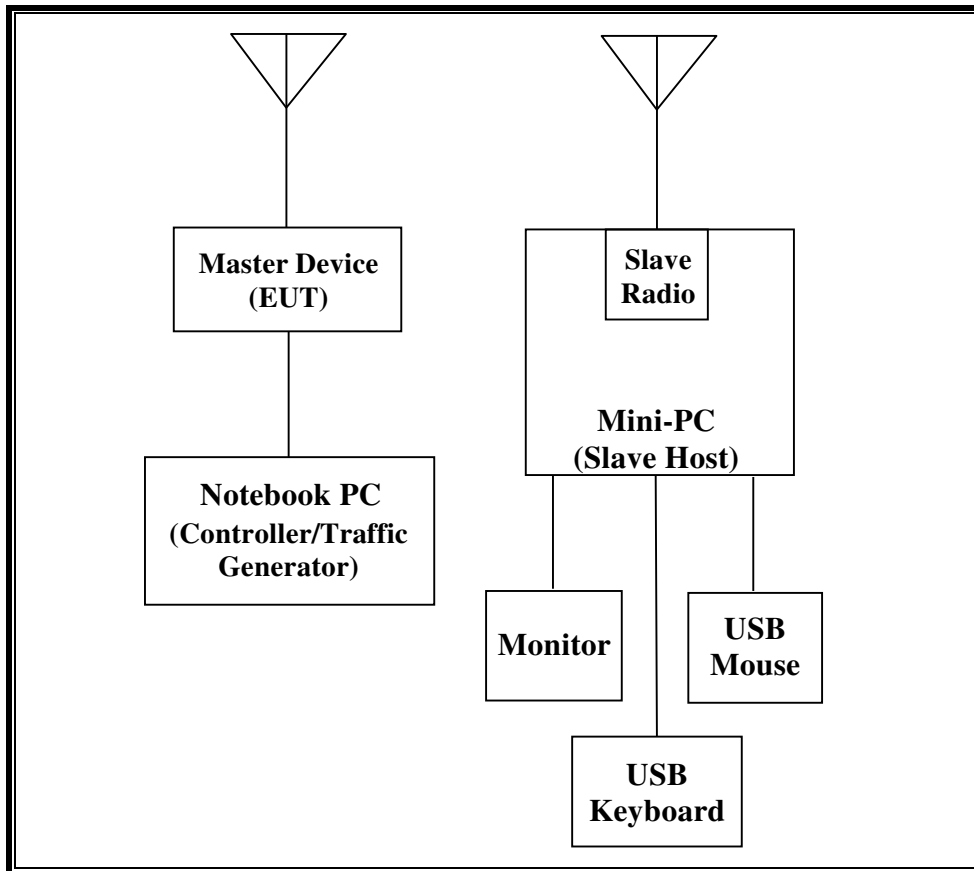 Master Device
(EUT)
Slave
Radio
Mini-PC
(Slave Host)
Notebook PC
(Controller/Traffic
Generator)
Monitor
USB
Mouse
USB
Keyboard